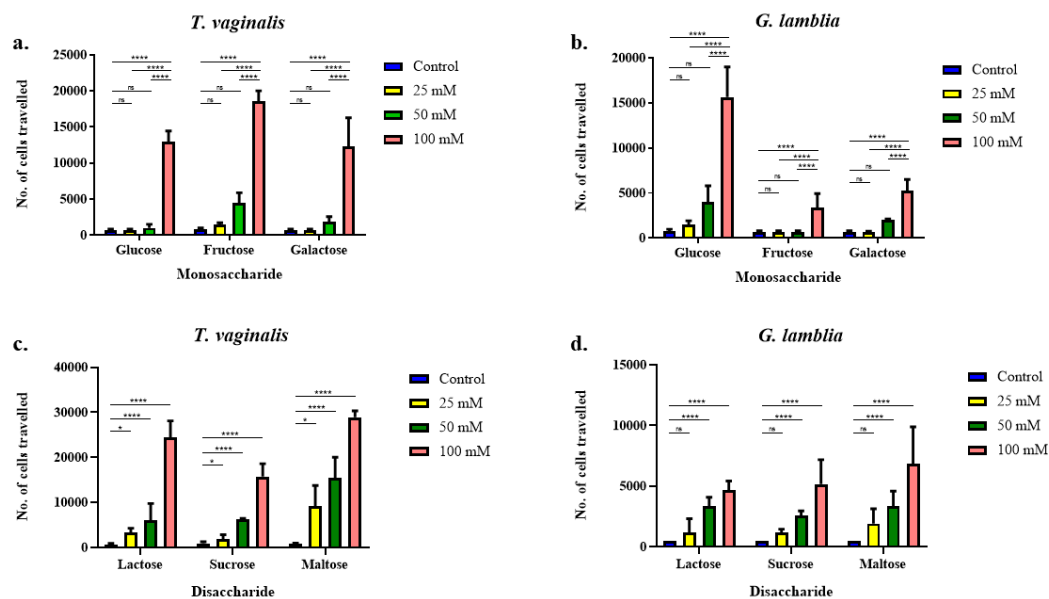 T. vaginalis
a.
No. of cells travelled
25000
20000
15000
10000
5000
0
**** **** ****
**** **** ****
**** **** ****
ns ns ns
ns ns ns
Glucose Fructose Galactose
Monosaccharide
Control
25 mM
50 mM
100 mM
G. lamblia
b.
No. of cells travelled
20000
15000
10000
5000
0
****
****
ns ****
ns
**** ****
**** ****
ns **** ns ****
ns ns
Glucose Fructose Galactose
Monosaccharide
Control
25 mM
50 mM
100 mM
T. vaginalis
c.
No. of cells travelled
40000
30000
20000
10000
0
**** **** ****
**** **** ****
* * *
Lactose Sucrose Maltose
Disaccharide
Control
25 mM
50 mM
100 mM
G. lamblia
d.
No. of cells travelled
15000
10000
5000
0
**** **** ****
**** **** ****
ns ns ns
Lactose Sucrose Maltose
Disaccharide
Control
25 mM
50 mM
100 mM